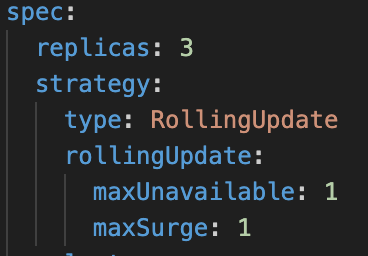 spec:
  replicas: 3
  strategy:
    type: RollingUpdate
    rollingUpdate:
      maxUnavailable: 1
      maxSurge: 1